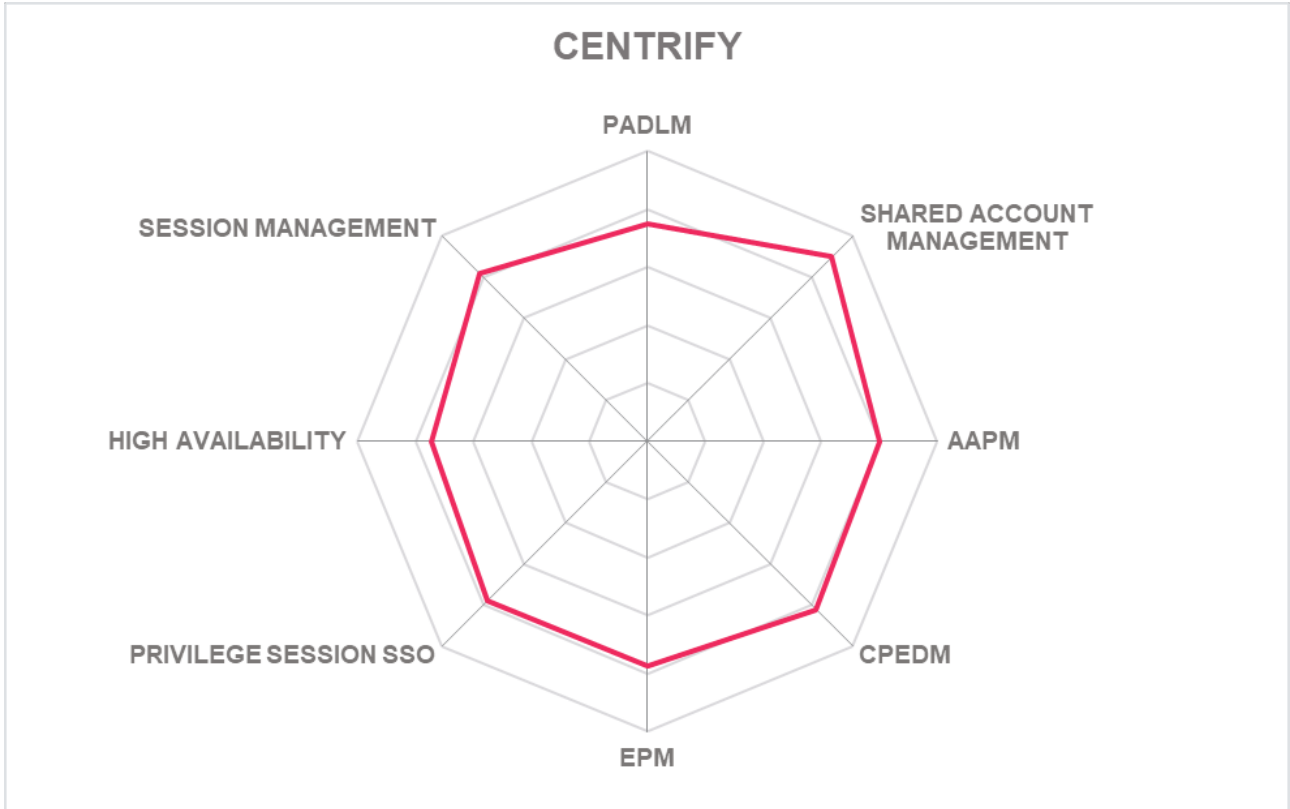 CENTRIFY
PADLM
SHARED ACCOUNT
MANAGEMENT
SESSION MANAGEMENT
HIGH AVAILABILITY
AAPM
PRIVILEGE SESSION SSO
CPEDM
EPM